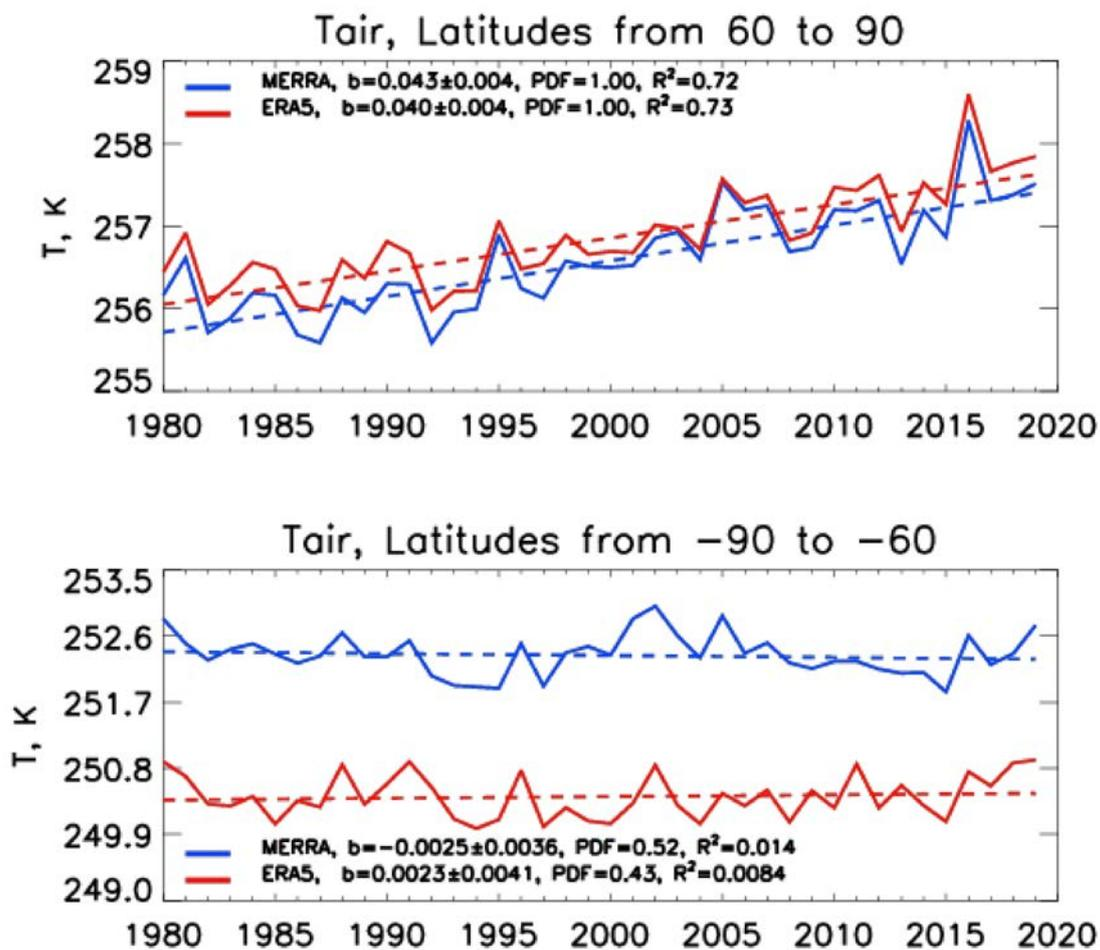 Tair, Latitudes from 60 to 90
259
MERRA, b=0.043±0.004, PDF=1.00, R²=0.72
ERA5, b=0.040±0.004, PDF=1.00, R²=0.73
258
257
256
255
T, K
1980 1985 1990 1995 2000 2005 2010 2015 2020
Tair, Latitudes from −90 to −60
253.5
252.6
251.7
250.8
249.9
249.0
T, K
MERRA, b=−0.0025±0.0036, PDF=0.52, R²=0.014
ERA5, b=0.0023±0.0041, PDF=0.43, R²=0.0084
1980 1985 1990 1995 2000 2005 2010 2015 2020